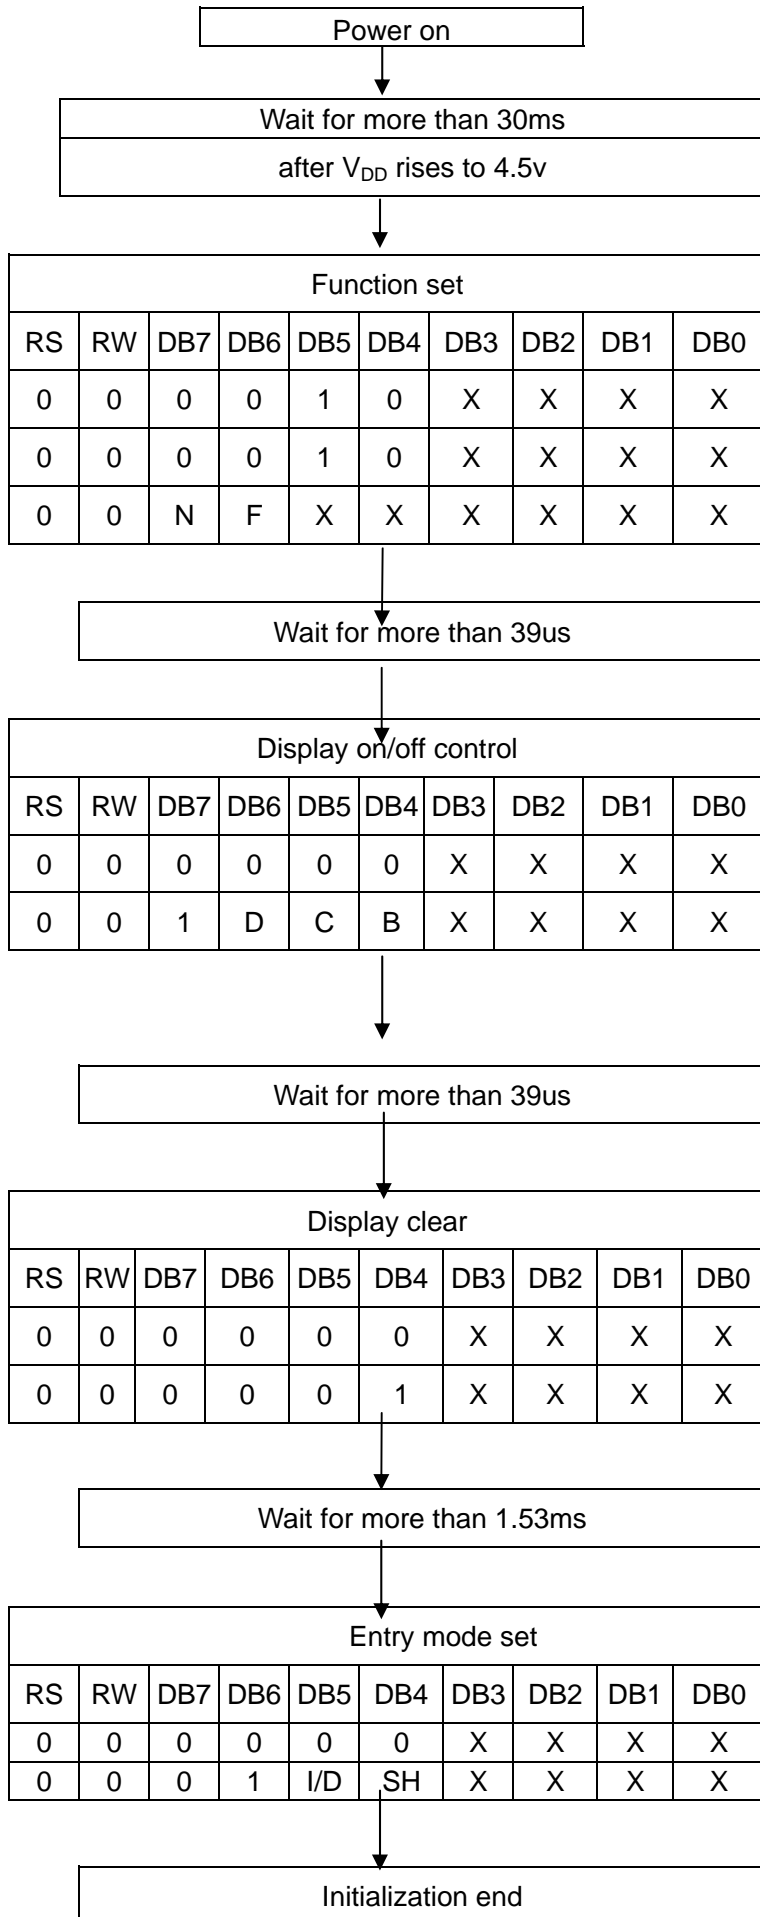 Power on
Wait for more than 30ms
after VDD rises to 4.5v
Function set
RS RW DB7 DB6 DB5 DB4 DB3 DB2 DB1 DB0
0 0 0 0 1 0 X X X X
0 0 0 0 1 0 X X X X
0 0 N F X X X X X X
Wait for more than 39us
Display on/off control
RS RW DB7 DB6 DB5 DB4 DB3 DB2 DB1 DB0
0 0 0 0 0 0 X X X X
0 0 1 D C B X X X X
Wait for more than 39us
Display clear
RS RW DB7 DB6 DB5 DB4 DB3 DB2 DB1 DB0
0 0 0 0 0 0 X X X X
0 0 0 0 0 1 X X X X
Wait for more than 1.53ms
Entry mode set
RS RW DB7 DB6 DB5 DB4 DB3 DB2 DB1 DB0
0 0 0 0 0 0 X X X X
0 0 0 1 I/D SH X X X X
Initialization end